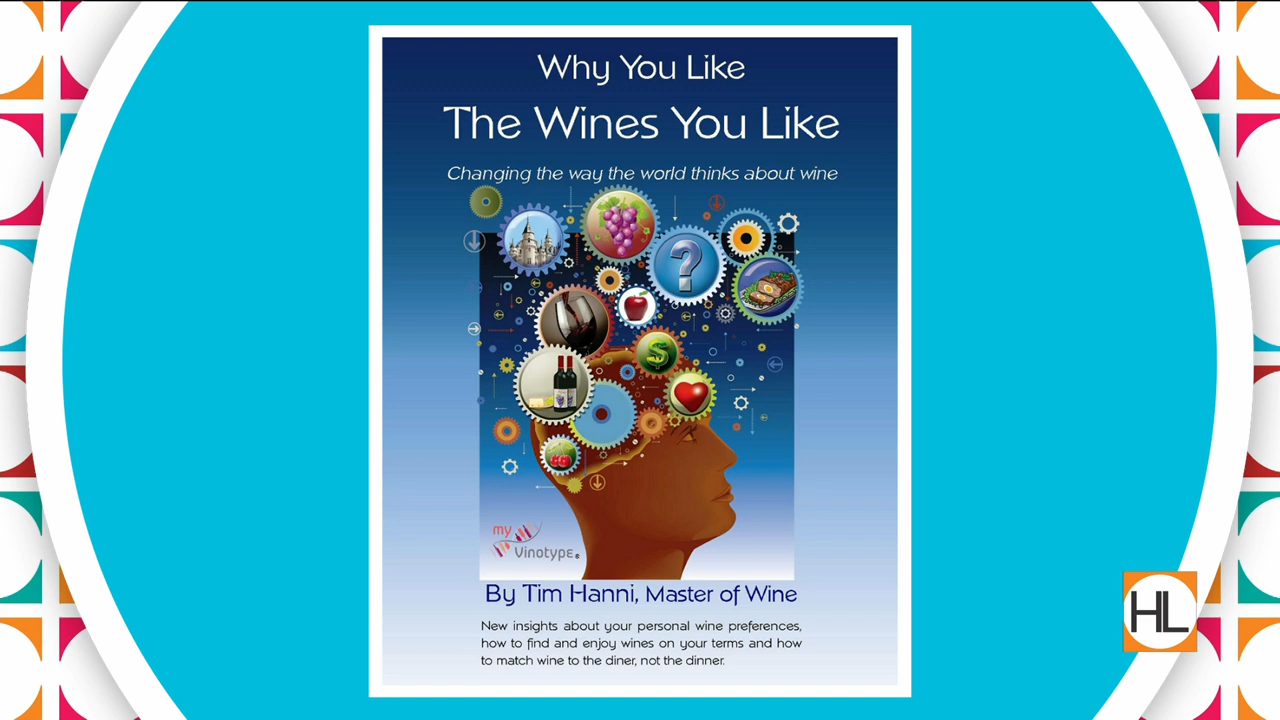 Why You Like
The Wines You Like
Changing the way the world thinks about wine
?
$
my
Vinotype®
By Tim Hanni, Master of Wine
New insights about your personal wine preferences,
how to find and enjoy wines on your terms and how
to match wine to the diner, not the dinner.
HL